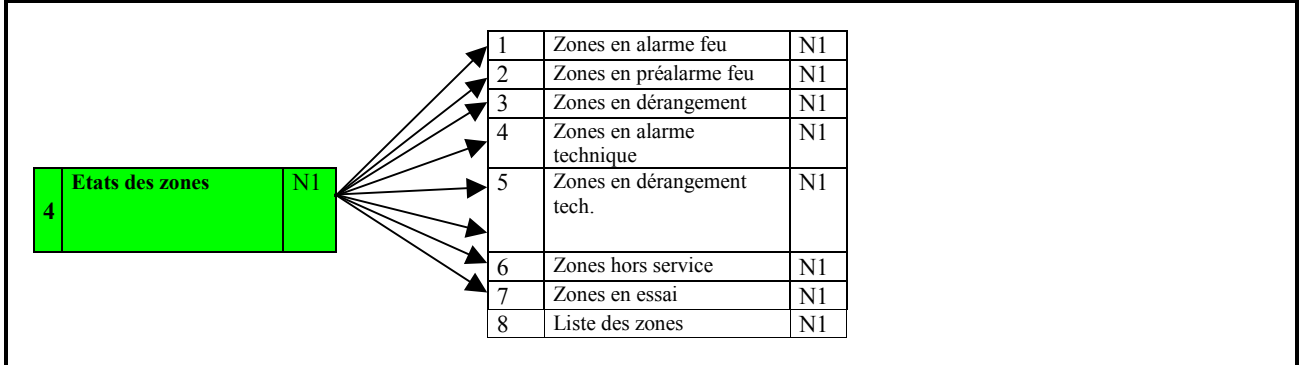 4 Etats des zones N1
1 Zones en alarme feu N1
2 Zones en préalarme feu N1
3 Zones en dérangement N1
4 Zones en alarme N1
technique
5 Zones en dérangement N1
tech.
6 Zones hors service N1
7 Zones en essai N1
8 Liste des zones N1